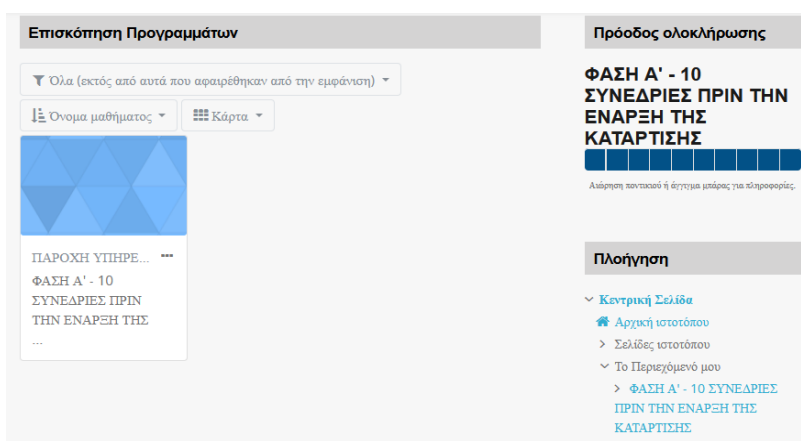 Επισκόπηση Προγραμμάτων
Όλα (εκτός από αυτά που αφαιρέθηκαν από την εμφάνιση)
Όνομα μαθήματος
Κάρτα
ΠΑΡΟΧΗ ΥΠΗΡΕ...
ΦΑΣΗ Α' - 10
ΣΥΝΕΔΡΙΕΣ ΠΡΙΝ
ΤΗΝ ΕΝΑΡΞΗ ΤΗΣ
...
Πρόοδος ολοκλήρωσης
ΦΑΣΗ Α' - 10
ΣΥΝΕΔΡΙΕΣ ΠΡΙΝ ΤΗΝ
ΕΝΑΡΞΗ ΤΗΣ
ΚΑΤΑΡΤΙΣΗΣ
Αιώρηση ποντικιού ή άγγιγμα μπάρας για πληροφορίες.
Πλοήγηση
Κεντρική Σελίδα
Αρχική ιστοτόπου
Σελίδες ιστοτόπου
Το Περιεχόμενό μου
ΦΑΣΗ Α' - 10 ΣΥΝΕΔΡΙΕΣ
ΠΡΙΝ ΤΗΝ ΕΝΑΡΞΗ ΤΗΣ
ΚΑΤΑΡΤΙΣΗΣ